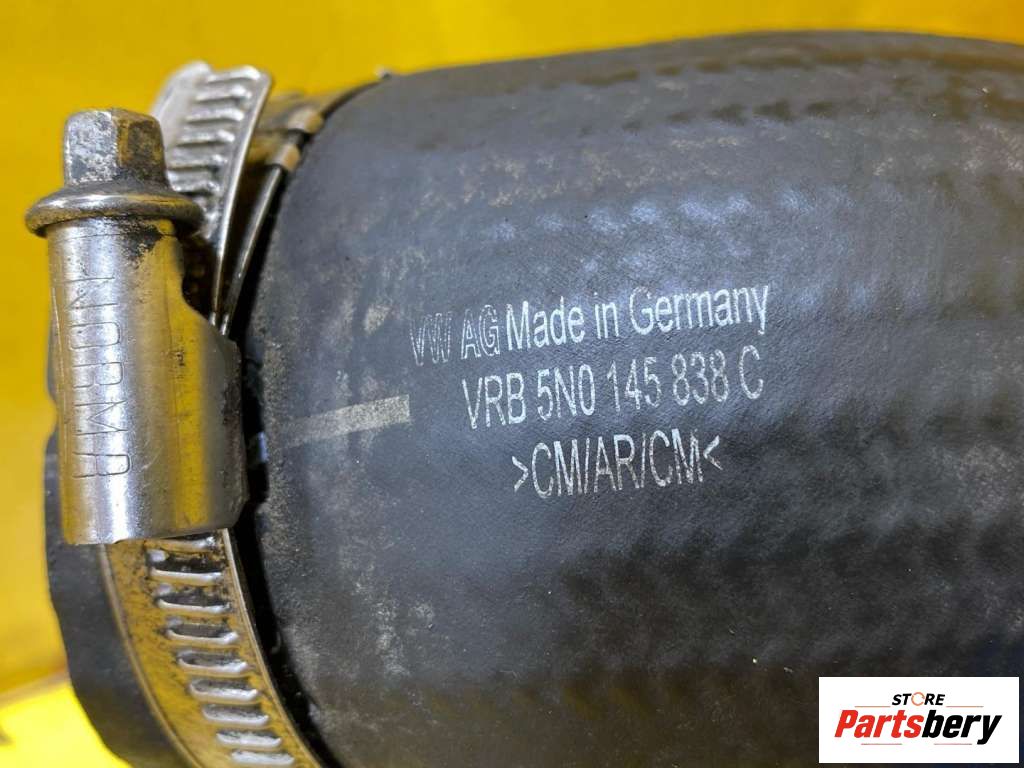 NORMA
VW AG Made in Germany
VRB 5N0 145 838 C
>CM/AR/CM<
STORE
Partsbery